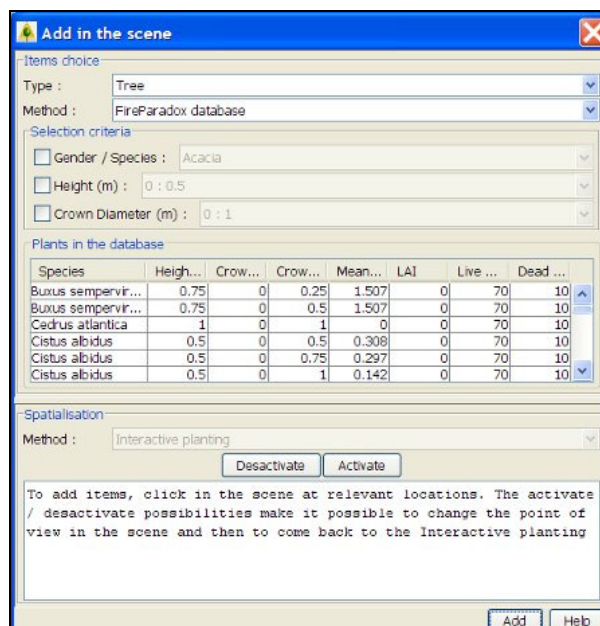 Add in the scene
Items choice
Type : Tree
Method : FireParadox database
Selection criteria
Gender / Species : Acacia
Height (m) : 0 : 0.5
Crown Diameter (m) : 0 : 1
Plants in the database
Species Heigh... Crow... Crow... Mean... LAI Live ... Dead ...
Buxus sempervir... 0.75 0 0.25 1.507 0 70 10
Buxus sempervir... 0.75 0 0.5 1.507 0 70 10
Cedrus atlantica 1 0 1 0 0 70 10
Cistus albidus 0.5 0 0.5 0.308 0 70 10
Cistus albidus 0.5 0 0.75 0.297 0 70 10
Cistus albidus 0.5 0 1 0.142 0 70 10
Spatialisation
Method : Interactive planting
Desactivate Activate
To add items, click in the scene at relevant locations. The activate
/ desactivate possibilities make it possible to change the point of
view in the scene and then to come back to the Interactive planting
Add Help